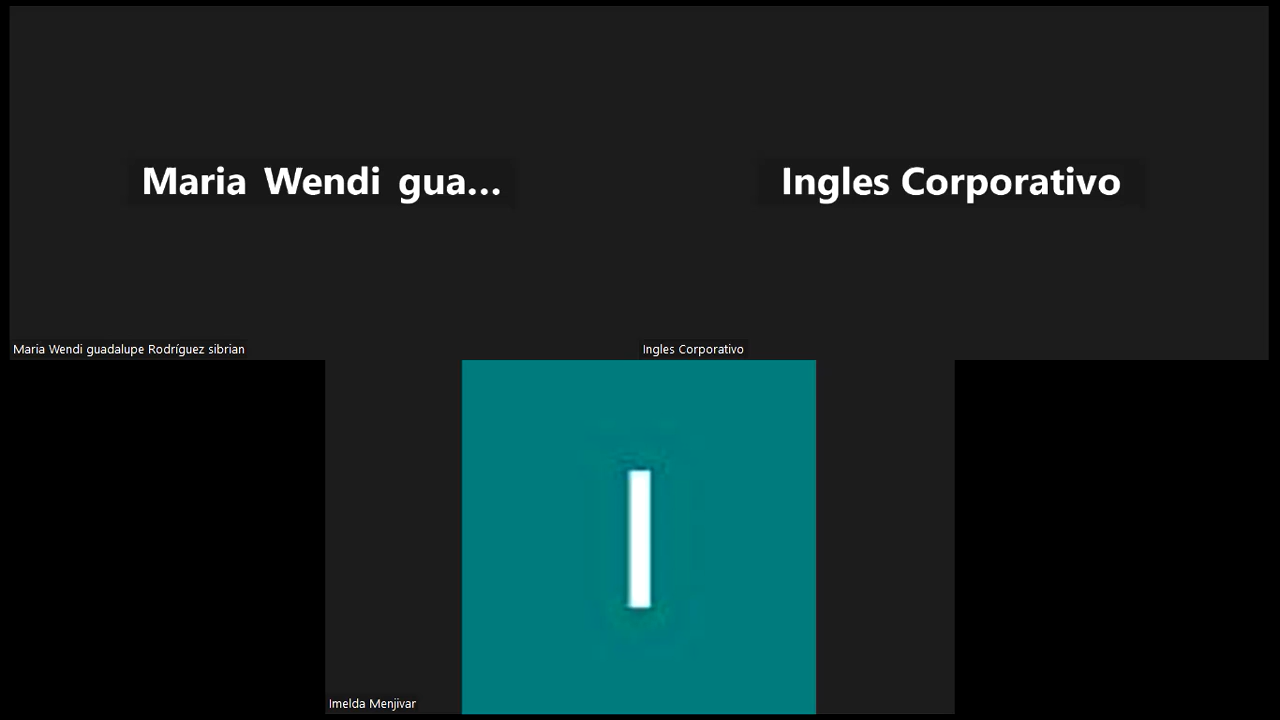 Maria Wendi gua...
Ingles Corporativo
Maria Wendi guadalupe Rodríguez sibrian
Ingles Corporativo
I
Imelda Menjivar